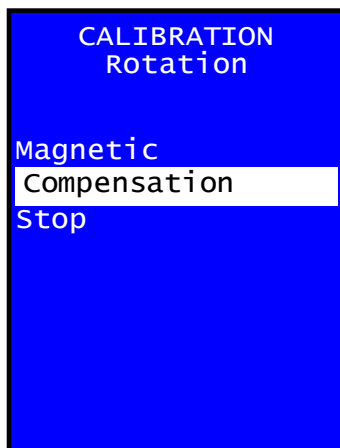 CALIBRATION
Rotation
Magnetic
Compensation
Stop